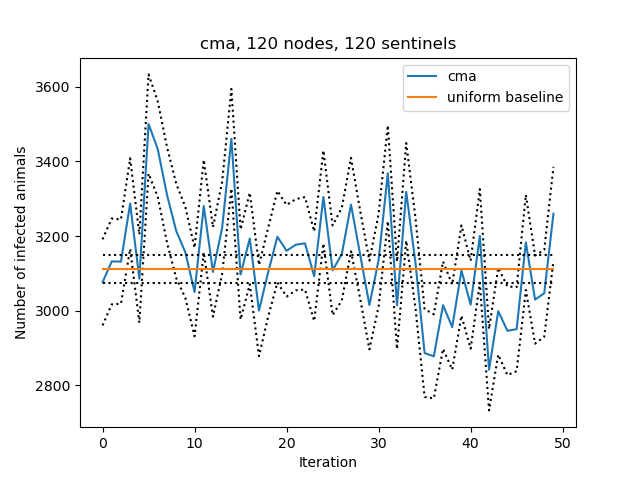 cma, 120 nodes, 120 sentinels
cma
uniform baseline
Number of infected animals
3600
3400
3200
3000
2800
0 10 20 30 40 50
Iteration